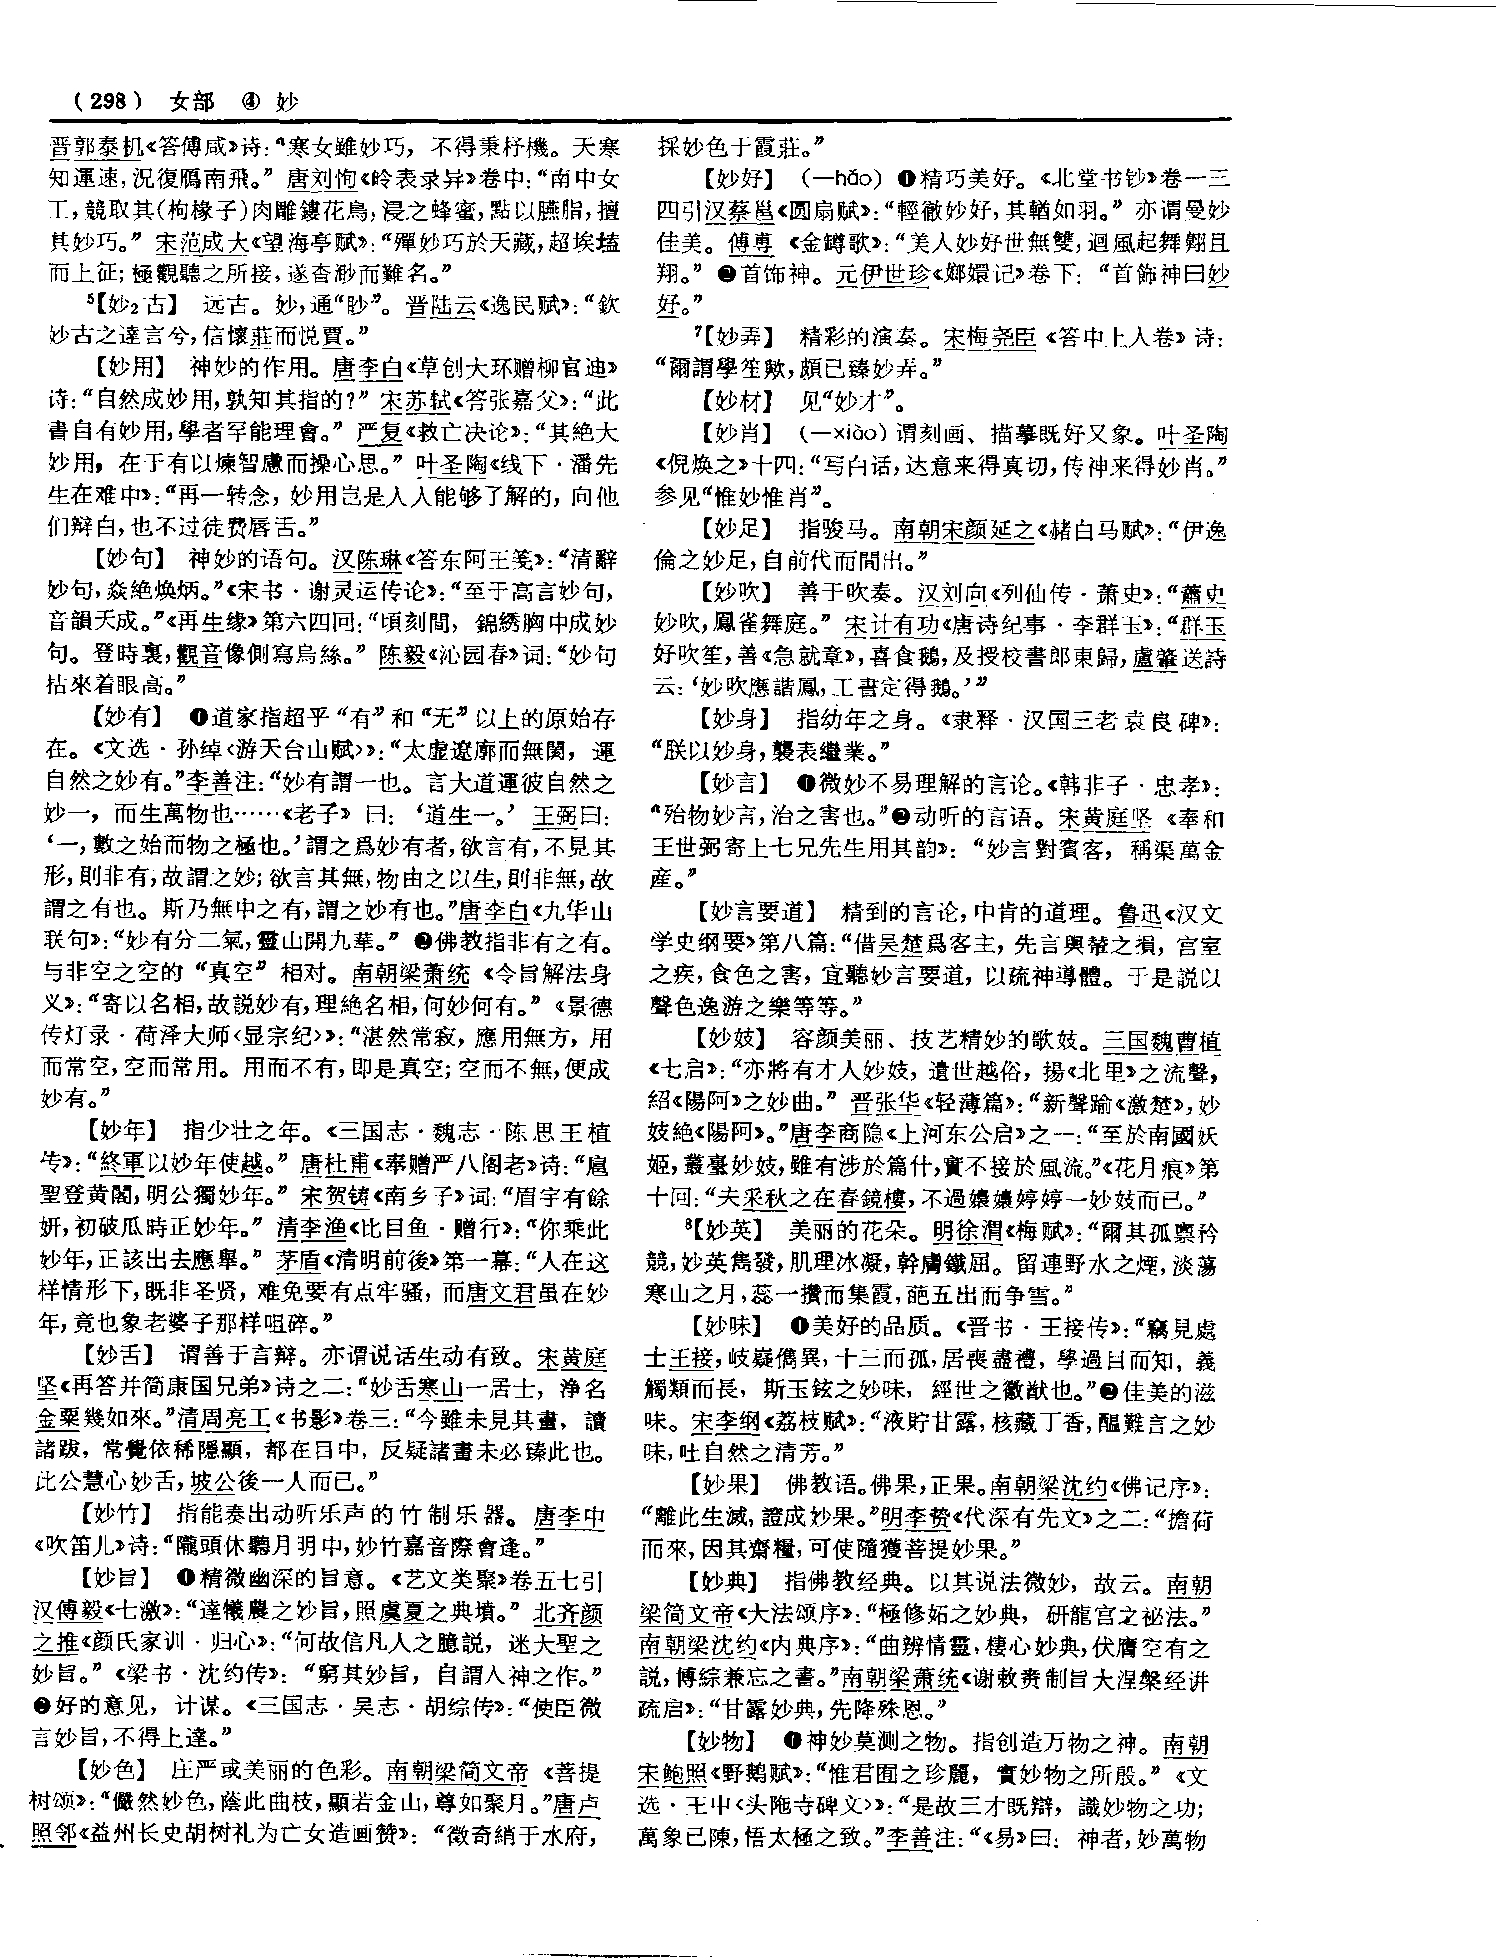 (298) 女部 ④ 妙
晋郭泰机《答傅咸》诗：“寒女雖妙巧，不得秉杼機。天寒
知運速，況復鴈南飛。” 唐刘恂《岭表录异》卷中：“南中女
工，競取其(枸橼子)肉雕鏤花鳥，浸之蜂蜜，點以臙脂，擅
其妙巧。” 宋范成大《望海亭赋》：“殫妙巧於天藏，超埃壒
而上征；極觀聽之所接，遂杳渺而難名。”
⁵【妙₂古】 远古。妙，通“眇”。晋陆云《逸民赋》：“欽
妙古之達言兮，信懷莊而悦賈。”
【妙用】 神妙的作用。唐李白《草创大环赠柳官迪》
诗：“自然成妙用，孰知其指的？” 宋苏轼《答张嘉父》：“此
書自有妙用，學者罕能理會。” 严复《救亡决论》：“其絶大
妙用，在于有以煉智慮而操心思。” 叶圣陶《线下·潘先
生在难中》：“再一转念，妙用岂是人人能够了解的，向他
们辩白，也不过徒费唇舌。”
【妙句】 神妙的语句。汉陈琳《答东阿王笺》：“清辭
妙句，焱絶焕炳。”《宋书·谢灵运传论》：“至于高言妙句，
音韻天成。”《再生缘》第六四回：“頃刻間，錦綉胸中成妙
句。登時裏，觀音像側寫烏絲。” 陈毅《沁园春》词：“妙句
拈來着眼高。”
【妙有】 ❶道家指超乎“有”和“无”以上的原始存
在。《文选·孙绰〈游天台山赋〉》：“太虚遼廓而無閡，運
自然之妙有。”李善注：“妙有謂一也。言大道運彼自然之
妙一，而生萬物也……《老子》曰：‘道生一。’ 王弼曰：
‘一，數之始而物之極也。’謂之爲妙有者，欲言有，不見其
形，則非有，故謂之妙；欲言其無，物由之以生，則非無，故
謂之有也。斯乃無中之有，謂之妙有也。”唐李白《九华山
联句》：“妙有分二氣，靈山開九華。” ❷佛教指非有之有。
与非空之空的“真空”相对。南朝梁萧统《令旨解法身
义》：“寄以名相，故説妙有，理絶名相，何妙何有。” 《景德
传灯录·荷泽大师〈显宗纪〉》：“湛然常寂，應用無方，用
而常空，空而常用。用而不有，即是真空；空而不無，便成
妙有。”
【妙年】 指少壮之年。《三国志·魏志·陈思王植
传》：“終軍以妙年使越。” 唐杜甫《奉赠严八阁老》诗：“扈
聖登黄閣，明公獨妙年。” 宋贺铸《南乡子》词：“眉宇有餘
妍，初破瓜時正妙年。” 清李渔《比目鱼·赠行》：“你乘此
妙年，正該出去應舉。” 茅盾《清明前後》第一幕：“人在这
样情形下，既非圣贤，难免要有点牢骚，而唐文君虽在妙
年，竟也象老婆子那样咀碎。”
【妙舌】 谓善于言辩。亦谓说话生动有致。宋黄庭
坚《再答并简康国兄弟》诗之二：“妙舌寒山一居士，浄名
金粟幾如來。”清周亮工《书影》卷三：“今雖未見其畫，讀
諸跋，常覺依稀隱顯，都在目中，反疑諸畫未必臻此也。
此公慧心妙舌，坡公後一人而已。”
【妙竹】 指能奏出动听乐声的竹制乐器。唐李中
《吹笛儿》诗：“隴頭休聽月明中，妙竹嘉音際會逢。”
【妙旨】 ❶精微幽深的旨意。《艺文类聚》卷五七引
汉傅毅《七激》：“達犧農之妙旨，照虞夏之典墳。” 北齐颜
之推《颜氏家训·归心》：“何故信凡人之臆説，迷大聖之
妙旨。” 《梁书·沈约传》：“窮其妙旨，自謂入神之作。”
❷好的意见，计谋。《三国志·吴志·胡综传》：“使臣微
言妙旨，不得上達。”
【妙色】 庄严或美丽的色彩。南朝梁简文帝《菩提
树颂》：“儼然妙色，蔭此曲枝，顯若金山，尊如聚月。”唐卢
照邻《益州长史胡树礼为亡女造画赞》：“徵奇綃于水府，
採妙色于霞莊。”
【妙好】 (—hǎo) ❶精巧美好。《北堂书钞》卷一三
四引汉蔡邕《圆扇赋》：“輕徹妙好，其輶如羽。” 亦谓曼妙
佳美。傅尃《金罇歌》：“美人妙好世無雙，迴風起舞翱且
翔。” ❷首饰神。元伊世珍《嫏嬛记》卷下：“首飾神曰妙
好。”
⁷【妙弄】 精彩的演奏。宋梅尧臣《答中上人卷》诗：
“爾謂學笙歟，頗已臻妙弄。”
【妙材】 见“妙才”。
【妙肖】 (—xiào) 谓刻画、描摹既好又象。叶圣陶
《倪焕之》十四：“写白话，达意来得真切，传神来得妙肖。”
参见“惟妙惟肖”。
【妙足】 指骏马。南朝宋颜延之《赭白马赋》：“伊逸
倫之妙足，自前代而間出。”
【妙吹】 善于吹奏。汉刘向《列仙传·萧史》：“蕭史
妙吹，鳳雀舞庭。” 宋计有功《唐诗纪事·李群玉》：“群玉
好吹笙，善《急就章》，喜食鵝，及授校書郎東歸，盧肇送詩
云：‘妙吹應諧鳳，工書定得鵝。’”
【妙身】 指幼年之身。《隶释·汉国三老袁良碑》：
“朕以妙身，襲表繼業。”
【妙言】 ❶微妙不易理解的言论。《韩非子·忠孝》：
“殆物妙言，治之害也。”❷动听的言语。宋黄庭坚《奉和
王世弼寄上七兄先生用其韵》：“妙言對賓客，稱渠萬金
産。”
【妙言要道】 精到的言论，中肯的道理。鲁迅《汉文
学史纲要》第八篇：“借吴楚爲客主，先言輿輦之損，宫室
之疾，食色之害，宜聽妙言要道，以疏神導體。于是説以
聲色逸游之樂等等。”
【妙妓】 容颜美丽、技艺精妙的歌妓。三国魏曹植
《七启》：“亦將有才人妙妓，遺世越俗，揚《北里》之流聲，
紹《陽阿》之妙曲。” 晋张华《轻薄篇》：“新聲踰《激楚》，妙
妓絶《陽阿》。”唐李商隐《上河东公启》之一：“至於南國妖
姬，叢臺妙妓，雖有涉於篇什，實不接於風流。”《花月痕》第
十回：“夫采秋之在春鏡樓，不過嬝嬝婷婷一妙妓而已。”
⁸【妙英】 美丽的花朵。明徐渭《梅赋》：“爾其孤禀矜
競，妙英雋發，肌理冰凝，幹膚鐵屈。留連野水之煙，淡蕩
寒山之月，蕊一攢而集霞，葩五出而争雪。”
【妙味】 ❶美好的品质。《晋书·王接传》：“竊見處
士王接，岐嶷儁異，十三而孤，居喪盡禮，學過目而知，義
觸類而長，斯玉鉉之妙味，經世之徽猷也。”❷佳美的滋
味。宋李纲《荔枝赋》：“液貯甘露，核藏丁香，醖難言之妙
味，吐自然之清芳。”
【妙果】 佛教语。佛果，正果。南朝梁沈约《佛记序》：
“離此生滅，證成妙果。”明李贽《代深有先文》之二：“擔荷
而來，因其齋糧，可使隨獲菩提妙果。”
【妙典】 指佛教经典。以其说法微妙，故云。南朝
梁简文帝《大法颂序》：“極修妬之妙典，研龍宫之祕法。”
南朝梁沈约《内典序》：“曲辨情靈，棲心妙典，伏膺空有之
説，博綜兼忘之書。”南朝梁萧统《谢敕赉制旨大涅槃经讲
疏启》：“甘露妙典，先降殊恩。”
【妙物】 ❶神妙莫测之物。指创造万物之神。南朝
宋鲍照《野鹅赋》：“惟君囿之珍麗，實妙物之所殷。” 《文
选·王屮〈头陁寺碑文〉》：“是故三才既辯，識妙物之功；
萬象已陳，悟太極之致。”李善注：“《易》曰：神者，妙萬物